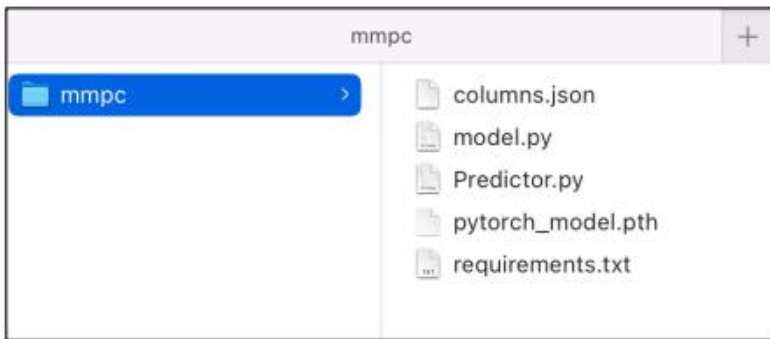 mmpc
mmpc
columns.json
model.py
Predictor.py
pytorch_model.pth
requirements.txt